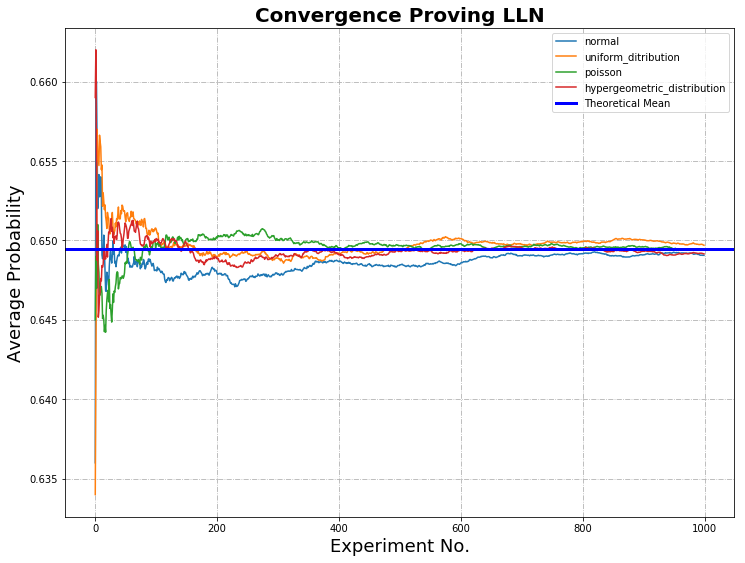 Convergence Proving LLN
normal
uniform_ditribution
poisson
hypergeometric_distribution
Theoretical Mean
Average Probability
0.660
0.655
0.650
0.645
0.640
0.635
0
200
400
600
800
1000
Experiment No.